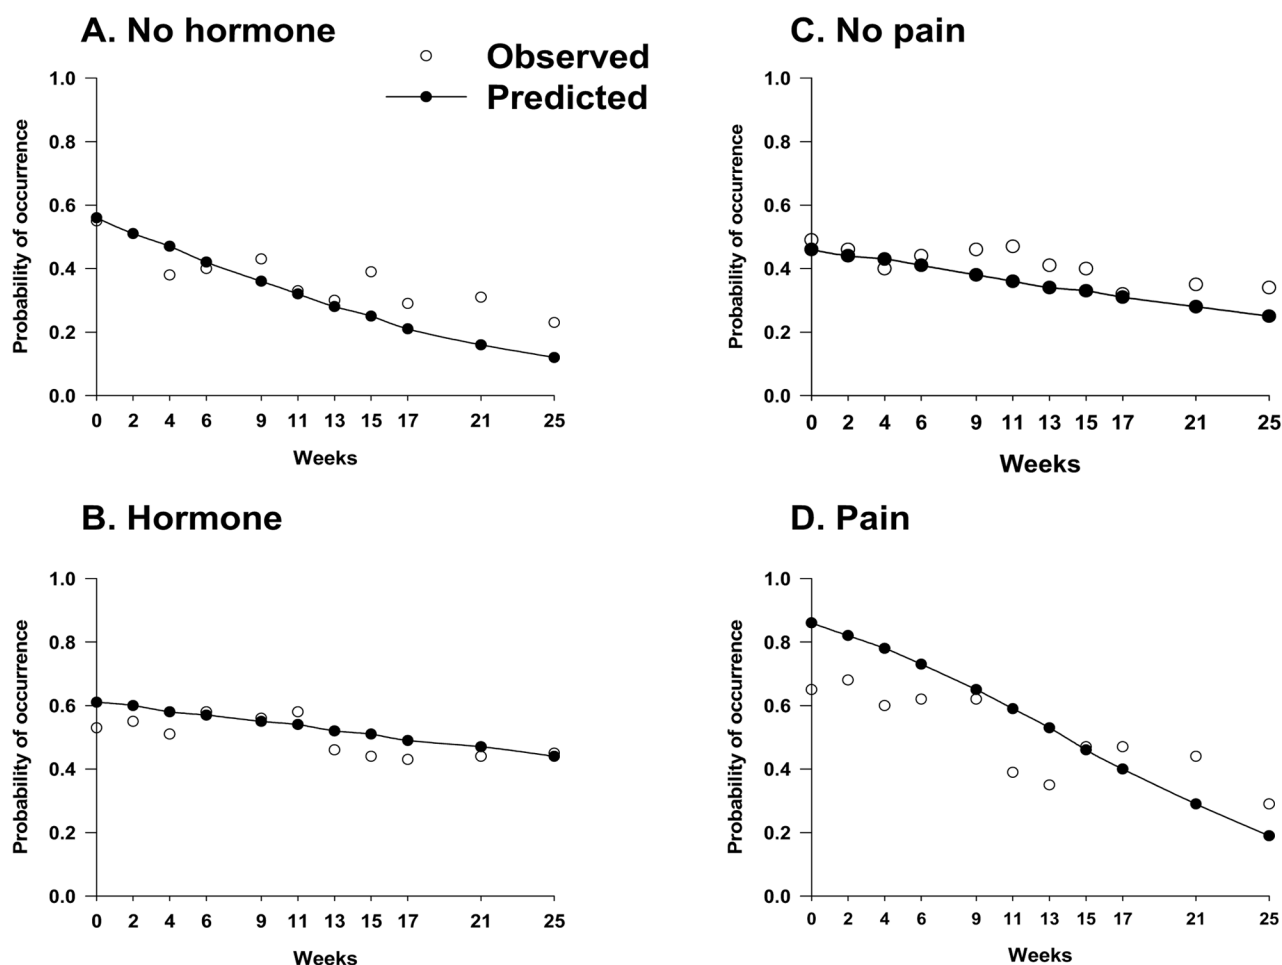 A. No hormone
Observed
Predicted
1.0
0.8
0.6
0.4
0.2
0.0
Probability of occurrence
0 2 4 6 9 11 13 15 17 21 25
Weeks
C. No pain
1.0
0.8
0.6
0.4
0.2
0.0
Probability of occurrence
0 2 4 6 9 11 13 15 17 21 25
Weeks
B. Hormone
1.0
0.8
0.6
0.4
0.2
0.0
Probability of occurrence
0 2 4 6 9 11 13 15 17 21 25
Weeks
D. Pain
1.0
0.8
0.6
0.4
0.2
0.0
Probability of occurrence
0 2 4 6 9 11 13 15 17 21 25
Weeks